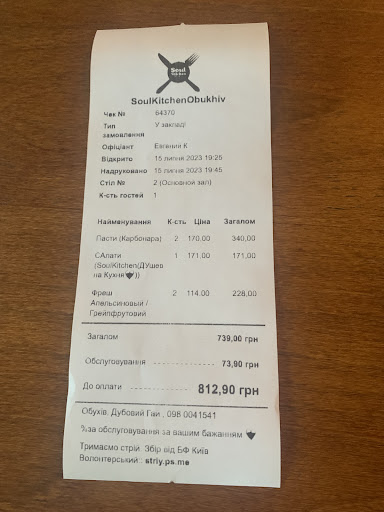 Soul
SoulKitchenObukhiv
Чек № 64370
Тип замовлення У закладі
Офіціант Евгений К
Відкрито 15 липня 2023 19:25
Надруковано 15 липня 2023 19:45
Стіл № 2 (Основной зал)
К-сть гостей 1
Найменування К-сть Ціна Загалом
Пасти (Карбонара) 2 170,00 340,00
САлати 1 171,00 171,00
(SoulKitchen(ДУшев
на Кухня))
Фреш 2 114,00 228,00
Апельсиновый /
Грейпфрутовий
Загалом 739,00 грн
Обслуговування 73,90 грн
До оплати 812,90 грн
Обухів, Дубовий Гай , 098 0041541
%за обслуговування за вашим бажанням
Тримаємо стрій. Збір від БФ Київ
Волонтерський: striy.ps.me